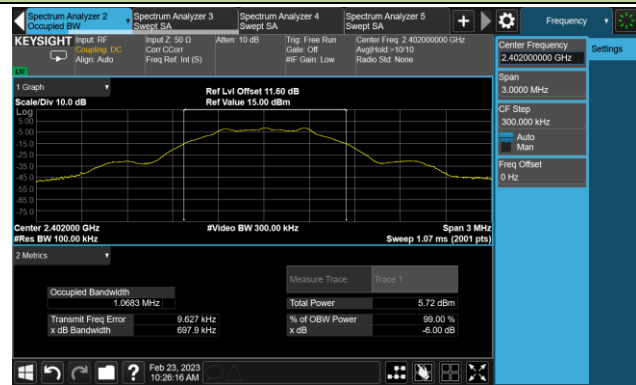 Spectrum Analyzer 2
Occupied BW
Spectrum Analyzer 3
Swept SA
Spectrum Analyzer 4
Swept SA
Spectrum Analyzer 5
Swept SA
Frequency
KEYSIGHT
Input: RF
Coupling: DC
Align: Auto
Input Z: 50 Ω
Corr CCorr
Freq Ref: Int (S)
Atten: 10 dB
Trig: Free Run
Gate: Off
#IF Gain: Low
Center Freq: 2.402000000 GHz
Avg|Hold:>10/10
Radio Std: None
Center Frequency
2.402000000 GHz
Settings
Span
3.0000 MHz
CF Step
300.000 kHz
Auto
Man
Freq Offset
0 Hz
1 Graph
Scale/Div 10.0 dB
Ref Lvl Offset 11.60 dB
Ref Value 15.00 dBm
Log
5.00
-5.00
-15.0
-25.0
-35.0
-45.0
-55.0
-65.0
-75.0
Center 2.402000 GHz
#Res BW 100.00 kHz
#Video BW 300.00 kHz
Span 3 MHz
Sweep 1.07 ms (2001 pts)
2 Metrics
Measure Trace
Trace 1
Occupied Bandwidth
1.0683 MHz
Total Power
5.72 dBm
Transmit Freq Error
9.627 kHz
% of OBW Power
99.00 %
x dB Bandwidth
697.9 kHz
x dB
-6.00 dB
?
Feb 23, 2023
10:26:16 AM